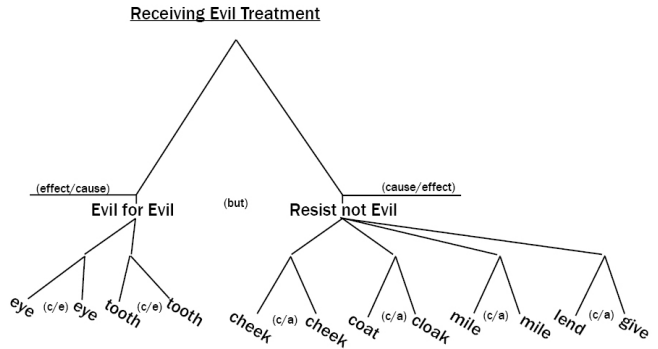 Receiving Evil Treatment
(effect/cause) (cause/effect)
Evil for Evil (but) Resist not Evil
eye (c/e) eye tooth (c/e) tooth cheek (c/a) cheek coat (c/a) cloak mile (c/a) mile lend (c/a) give